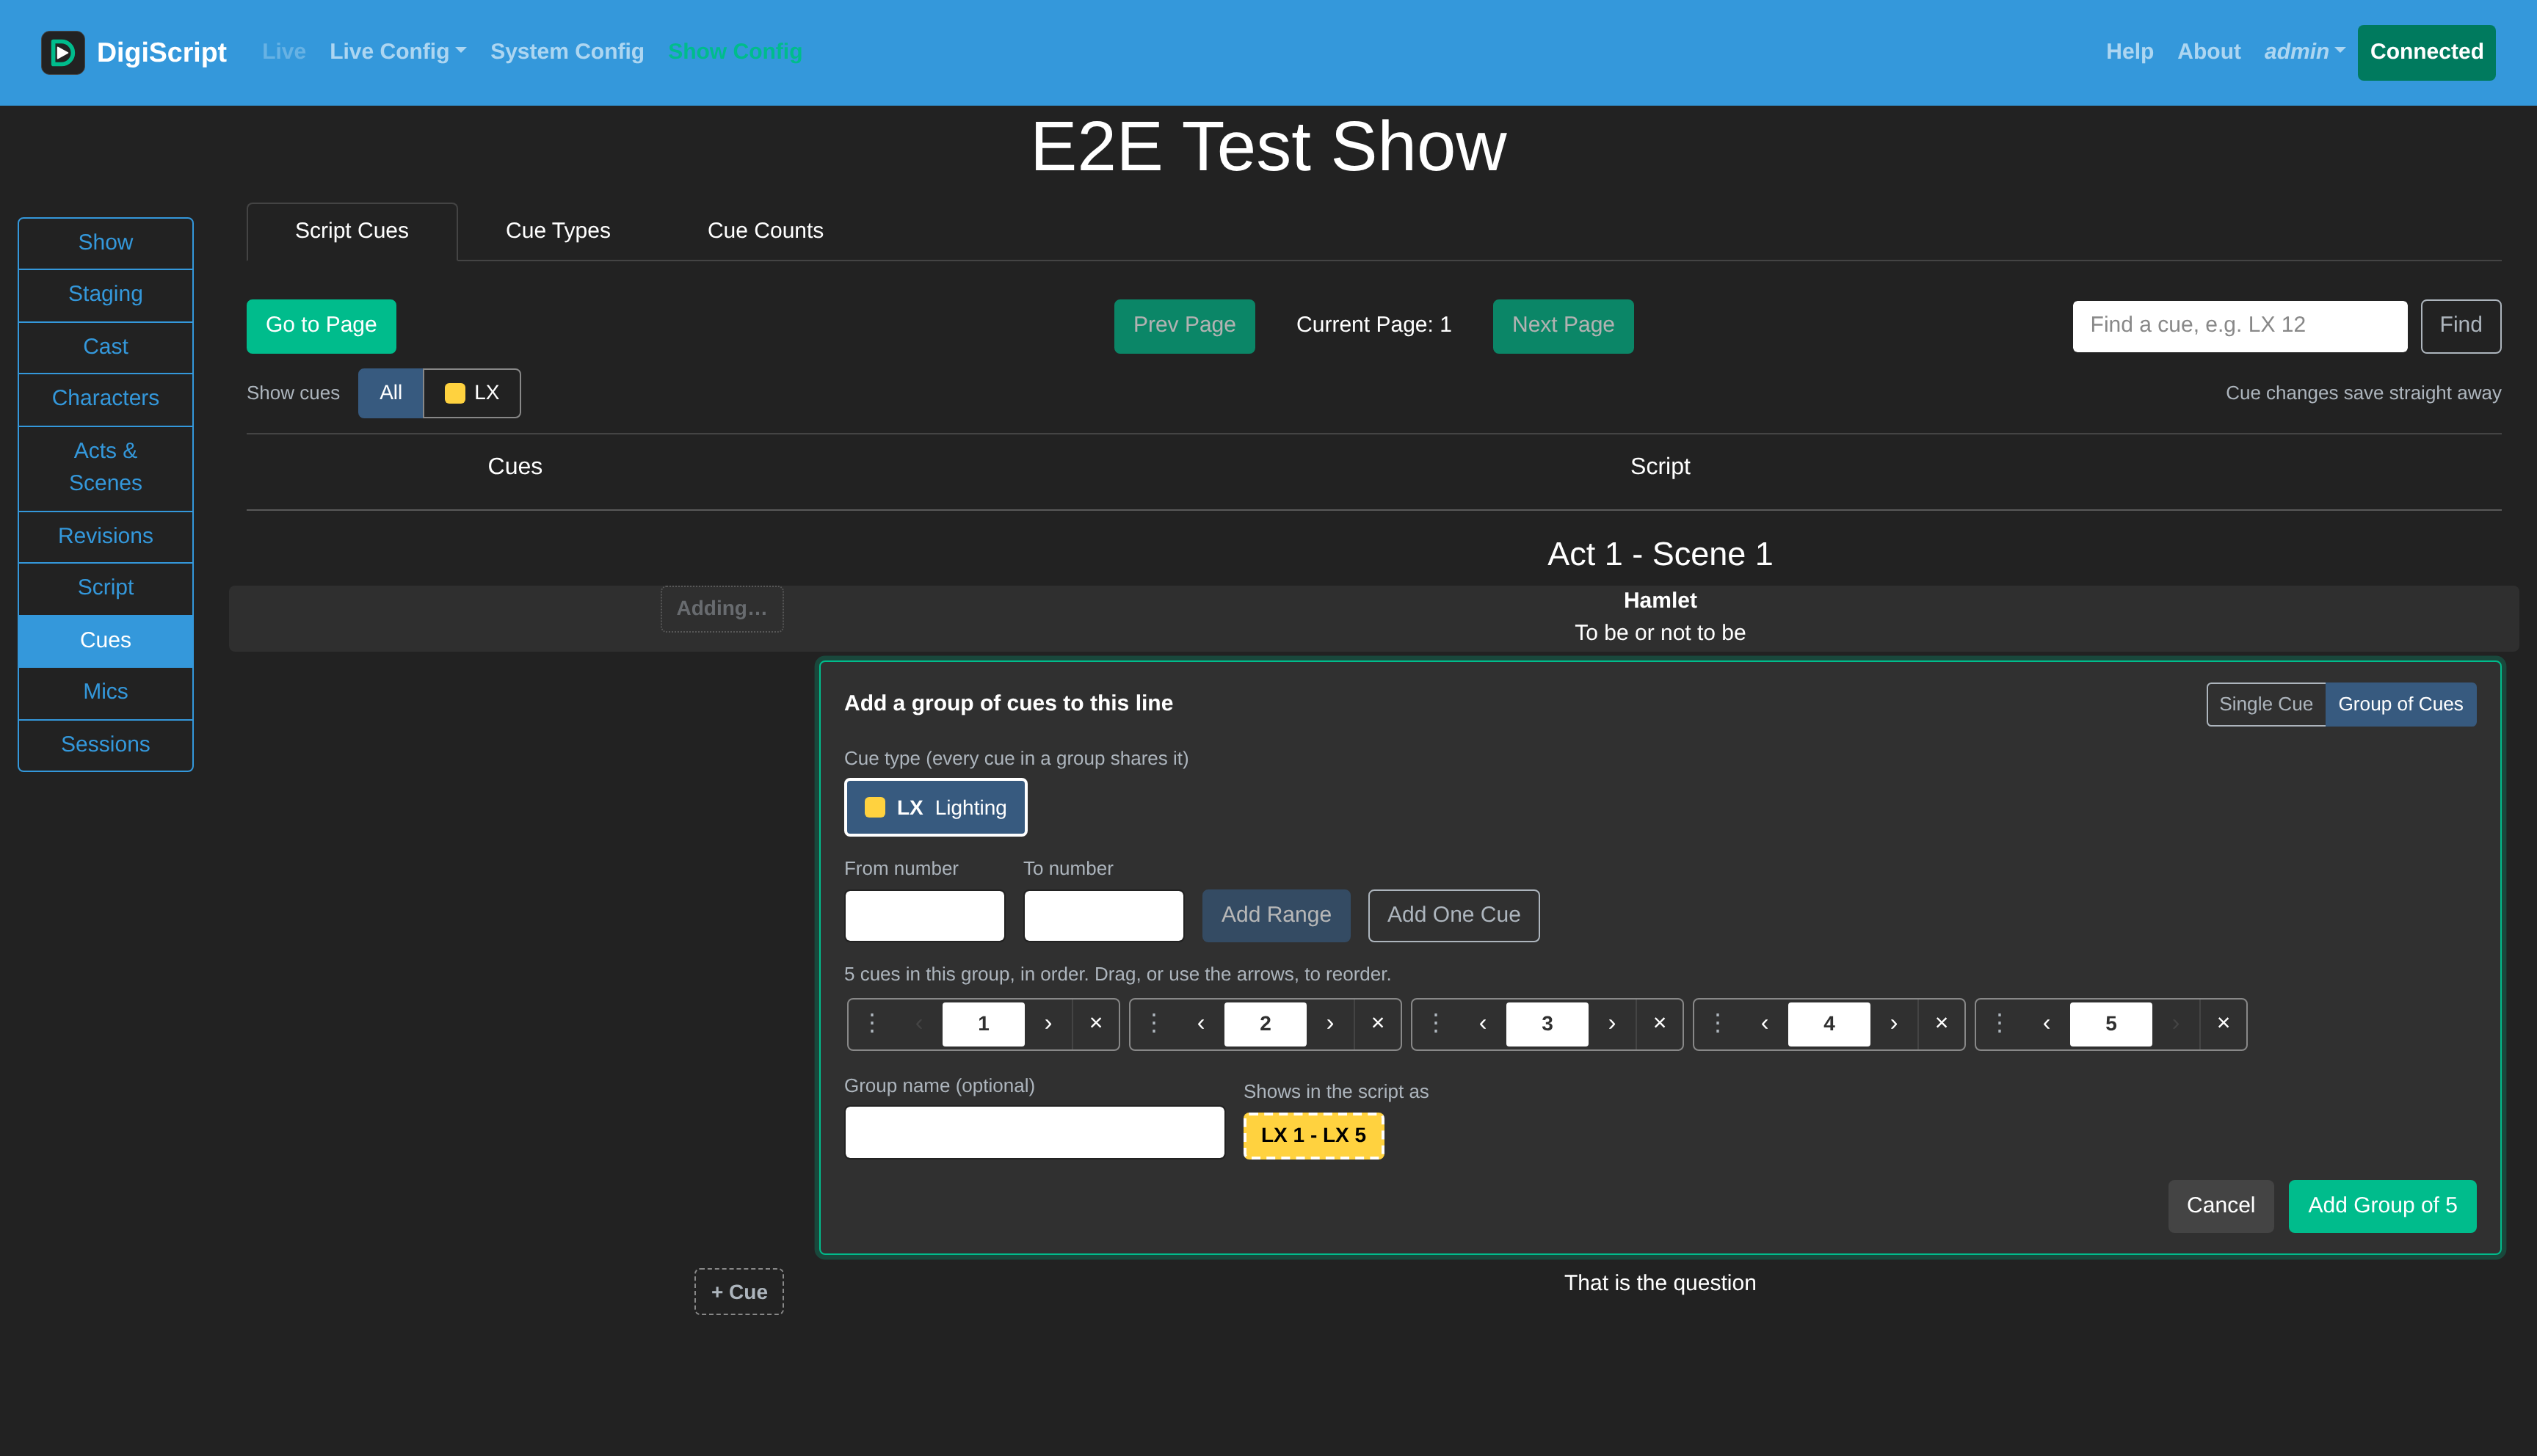 DigiScript Live Live Config System Config Show Config Help About admin Connected
E2E Test Show
Script Cues Cue Types Cue Counts
Show
Staging
Cast
Characters
Acts &
Scenes
Revisions
Script
Cues
Mics
Sessions
Go to Page Prev Page Current Page: 1 Next Page Find a cue, e.g. LX 12 Find
Show cues All LX Cue changes save straight away
Cues Script
Act 1 - Scene 1
Adding… Hamlet
To be or not to be
Add a group of cues to this line Single Cue Group of Cues
Cue type (every cue in a group shares it)
LX Lighting
From number To number
Add Range Add One Cue
5 cues in this group, in order. Drag, or use the arrows, to reorder.
⋮ ‹ 1 › × ⋮ ‹ 2 › × ⋮ ‹ 3 › × ⋮ ‹ 4 › × ⋮ ‹ 5 › ×
Group name (optional) Shows in the script as
LX 1 - LX 5
Cancel Add Group of 5
+ Cue That is the question